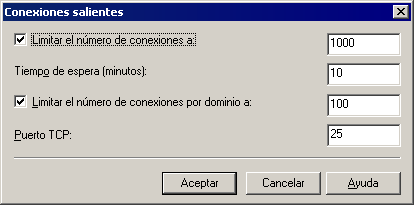 Conexiones salientes
Limitar el número de conexiones a: 1000
Tiempo de espera (minutos): 10
Limitar el número de conexiones por dominio a: 100
Puerto TCP: 25
Aceptar Cancelar Ayuda